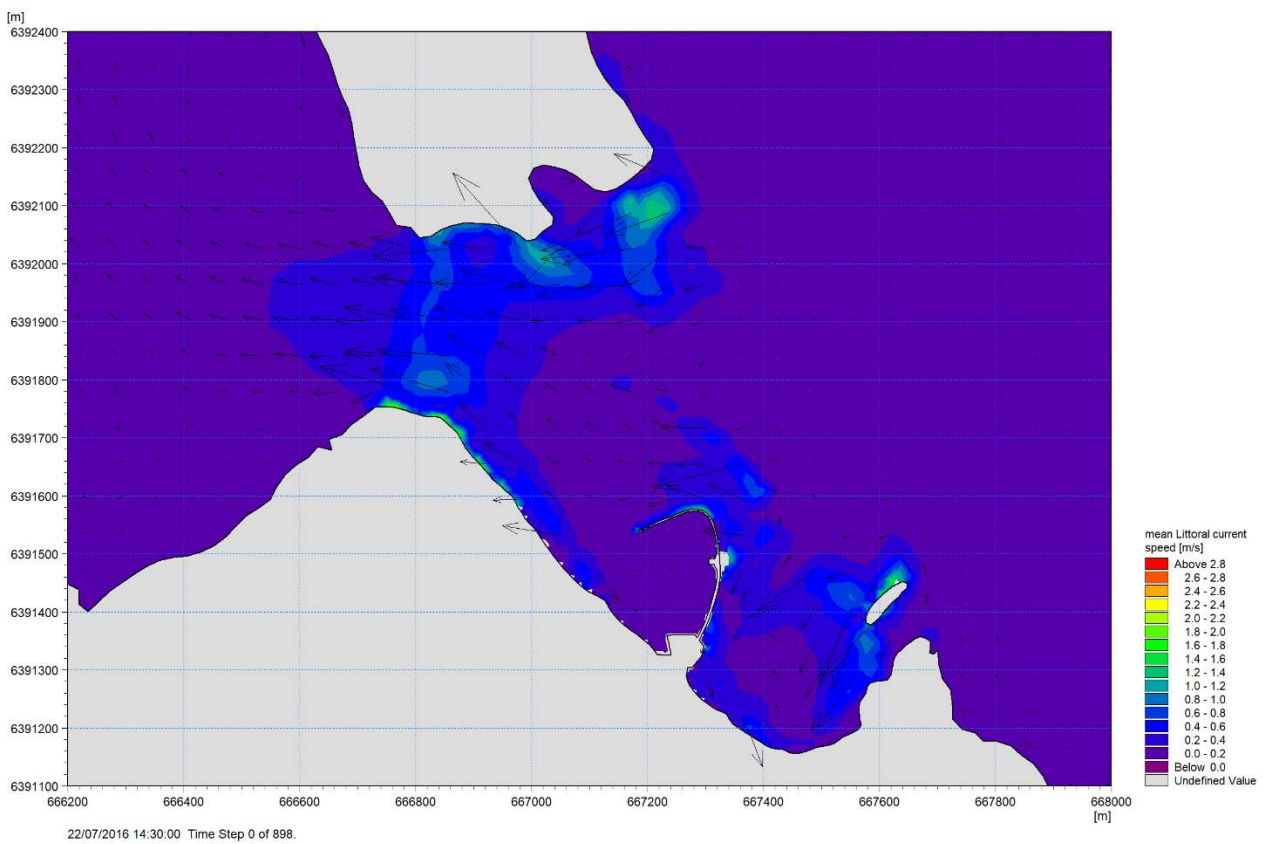 [m]
6392400
6392300
6392200
6392100
6392000
6391900
6391800
6391700
6391600
6391500
6391400
6391300
6391200
6391100
666200 666400 666600 666800 667000 667200 667400 667600 667800 668000
[m]
22/07/2016 14:30:00 Time Step 0 of 898.
mean Littoral current
speed [m/s]
Above 2.8
2.6 - 2.8
2.4 - 2.6
2.2 - 2.4
2.0 - 2.2
1.8 - 2.0
1.6 - 1.8
1.4 - 1.6
1.2 - 1.4
1.0 - 1.2
0.8 - 1.0
0.6 - 0.8
0.4 - 0.6
0.2 - 0.4
0.0 - 0.2
Below 0.0
Undefined Value